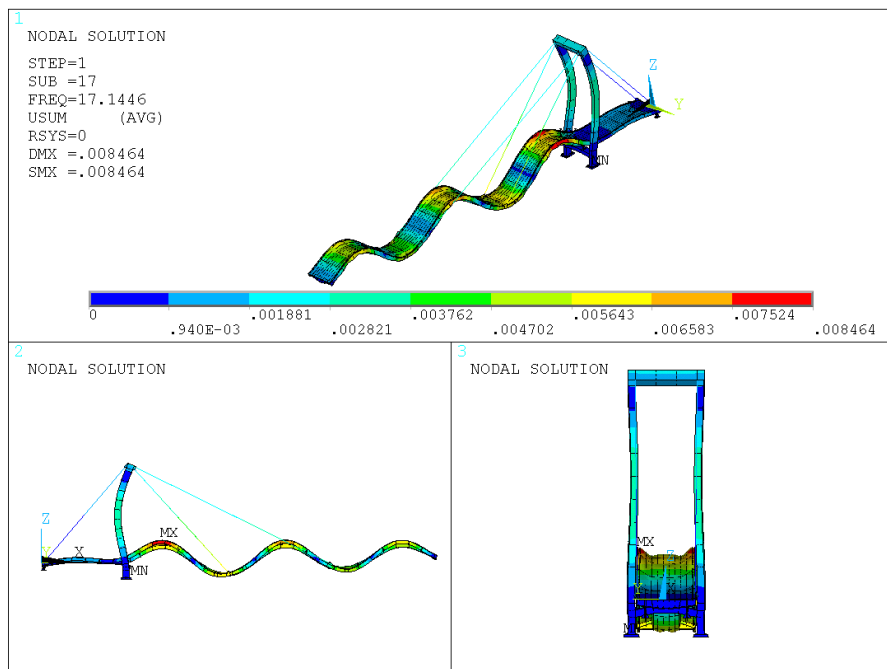 1
NODAL SOLUTION
STEP=1
SUB =17
FREQ=17.1446
USUM (AVG)
RSYS=0
DMX =.008464
SMX =.008464
Z
Y
MN
0 .001881 .003762 .005643 .007524
.940E-03 .002821 .004702 .006583 .008464
2
NODAL SOLUTION
MX
Z
Y X
MN
3
NODAL SOLUTION
MX
Z
Y X